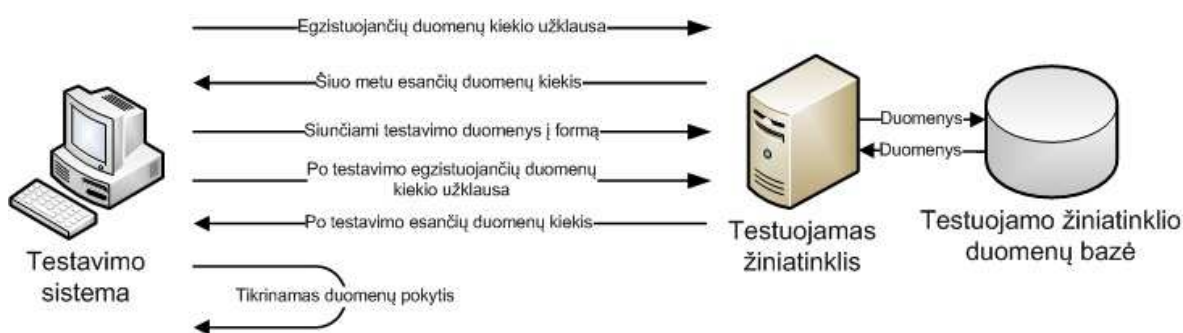 Egzistuojančių duomenų kiekio užklausa
Šiuo metu esančių duomenų kiekis
Siunčiami testavimo duomenys į formą
Po testavimo egzistuojančių duomenų
kiekio užklausa
Po testavimo esančių duomenų kiekis
Tikrinamas duomenų pokytis
Testavimo
sistema
Duomenys
Duomenys
Testuojamas
žiniatinklis
Testuojamo žiniatinklio
duomenų bazė